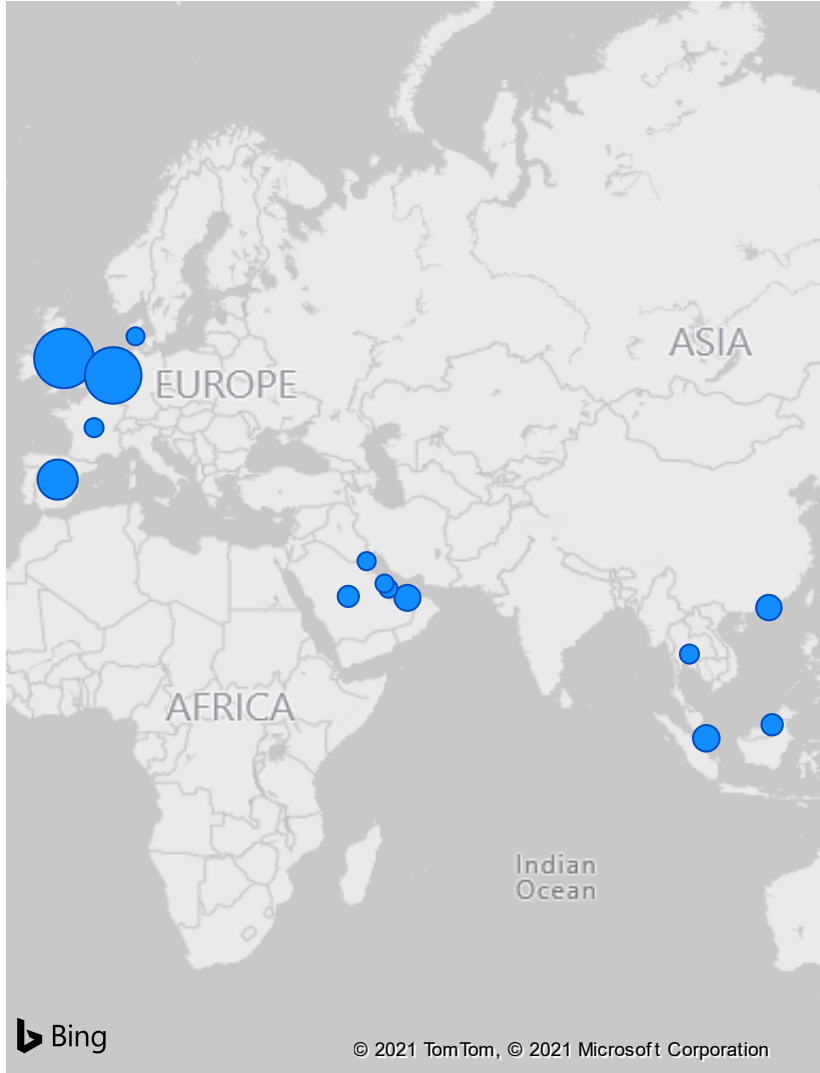 ASIA
EUROPE
AFRICA
Indian
Ocean
Bing
© 2021 TomTom, © 2021 Microsoft Corporation